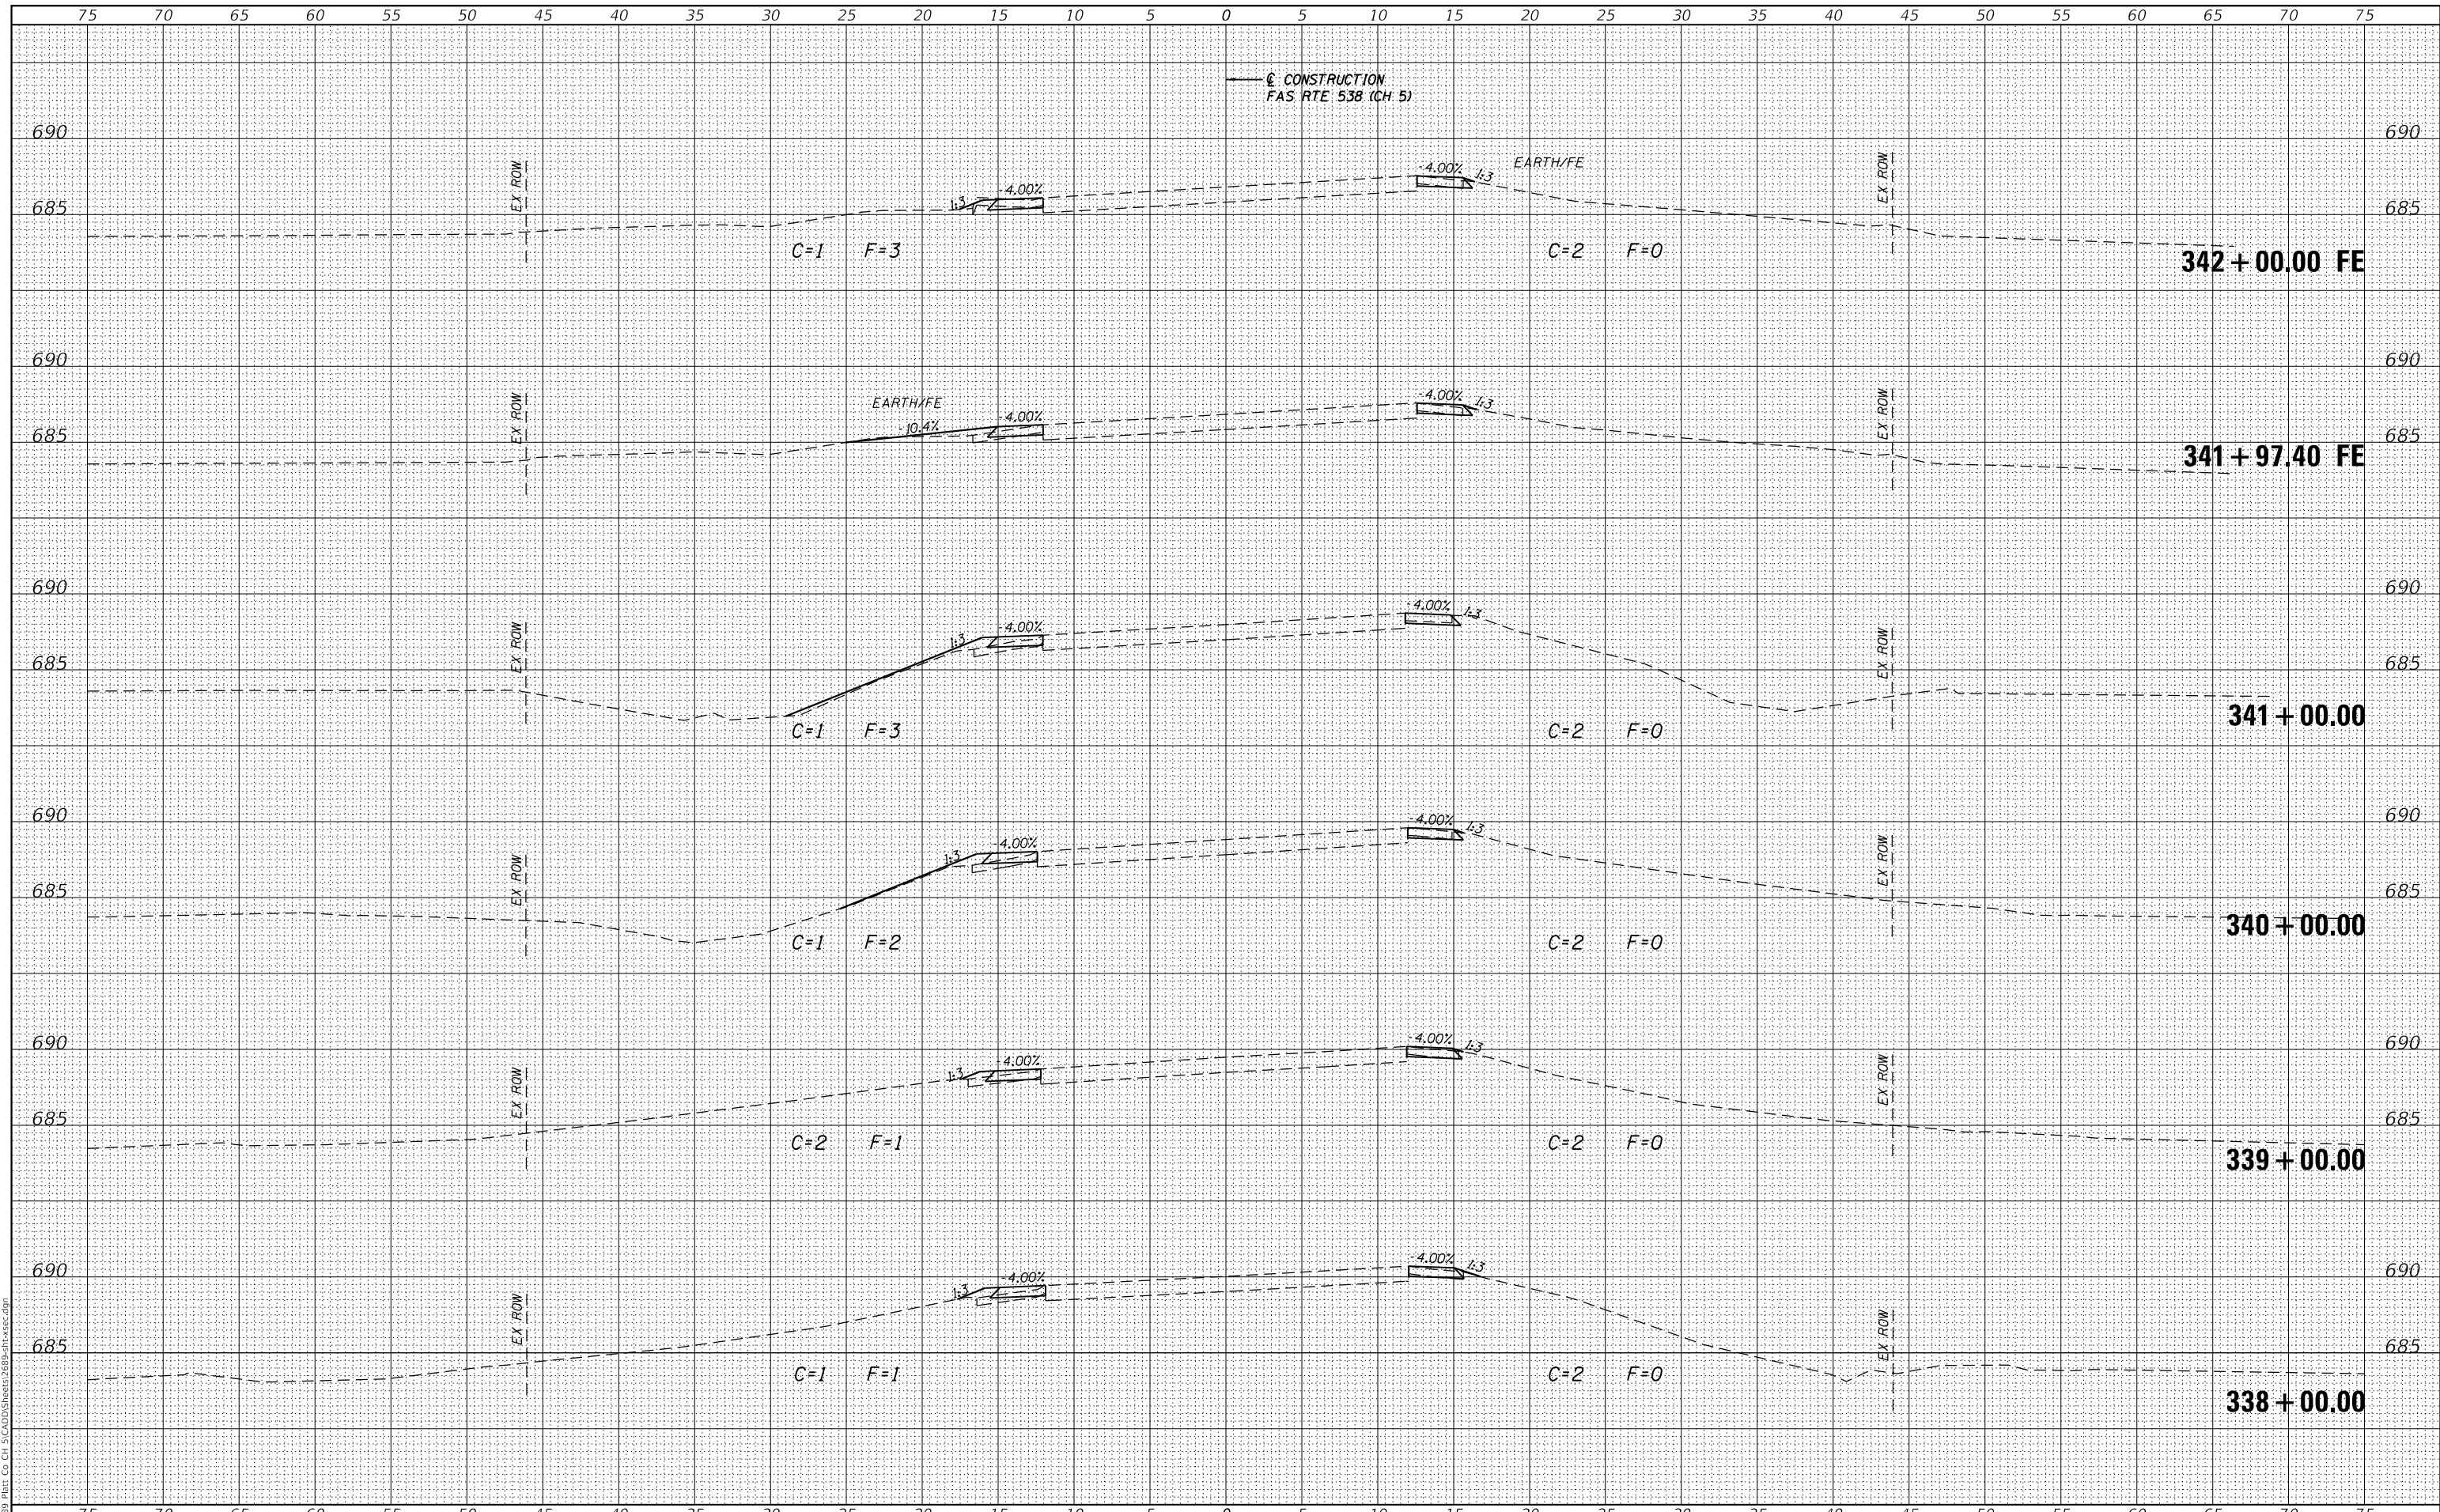 75 70 65 60 55 50 45 40 35 30 25 20 15 10 5 0 5 10 15 20 25 30 35 40 45 50 55 60 65 70 75
℄ CONSTRUCTION
FAS RTE 538 (CH 5)
690 690
EX ROW 1:3 -4.00% -4.00% 1:3 EARTH/FE EX ROW
685 685
C=1 F=3 C=2 F=0
342+00.00 FE
690 690
EX ROW EARTH/FE -10.4% -4.00% -4.00% 1:3 EX ROW
685 685
341+97.40 FE
690 690
EX ROW 1:3 -4.00% -4.00% 1:3 EX ROW
685 685
C=1 F=3 C=2 F=0
341+00.00
690 690
EX ROW 1:3 -4.00% -4.00% 1:3 EX ROW
685 685
C=1 F=2 C=2 F=0
340+00.00
690 690
EX ROW 1:3 -4.00% -4.00% 1:3 EX ROW
685 685
C=2 F=1 C=2 F=0
339+00.00
690 690
EX ROW 1:3 -4.00% -4.00% 1:3 EX ROW
685 685
C=1 F=1 C=2 F=0
338+00.00
75 70 65 60 55 50 45 40 35 30 25 20 15 10 5 0 5 10 15 20 25 30 35 40 45 50 55 60 65 70 75